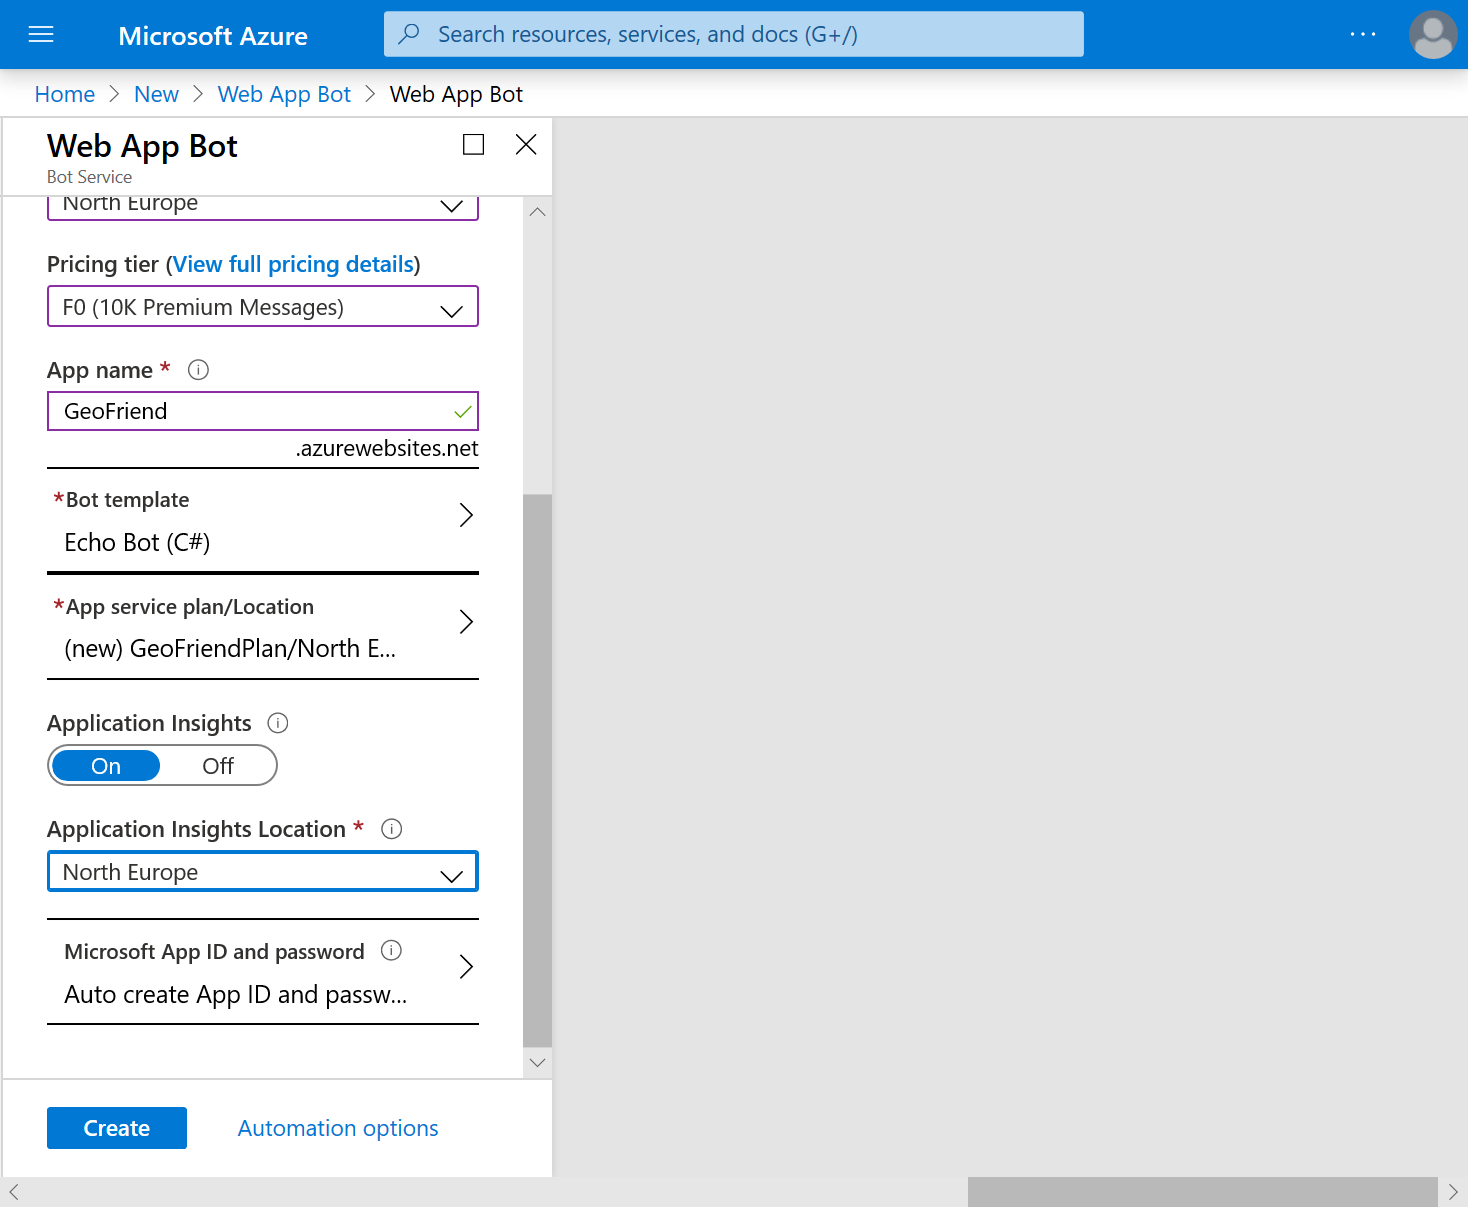 Microsoft Azure
Search resources, services, and docs (G+/)
Home > New > Web App Bot > Web App Bot
Web App Bot
Bot Service
North Europe
Pricing tier (View full pricing details)
F0 (10K Premium Messages)
App name *
GeoFriend
.azurewebsites.net
*Bot template
Echo Bot (C#)
*App service plan/Location
(new) GeoFriendPlan/North E...
Application Insights
On Off
Application Insights Location *
North Europe
Microsoft App ID and password
Auto create App ID and passw...
Create Automation options